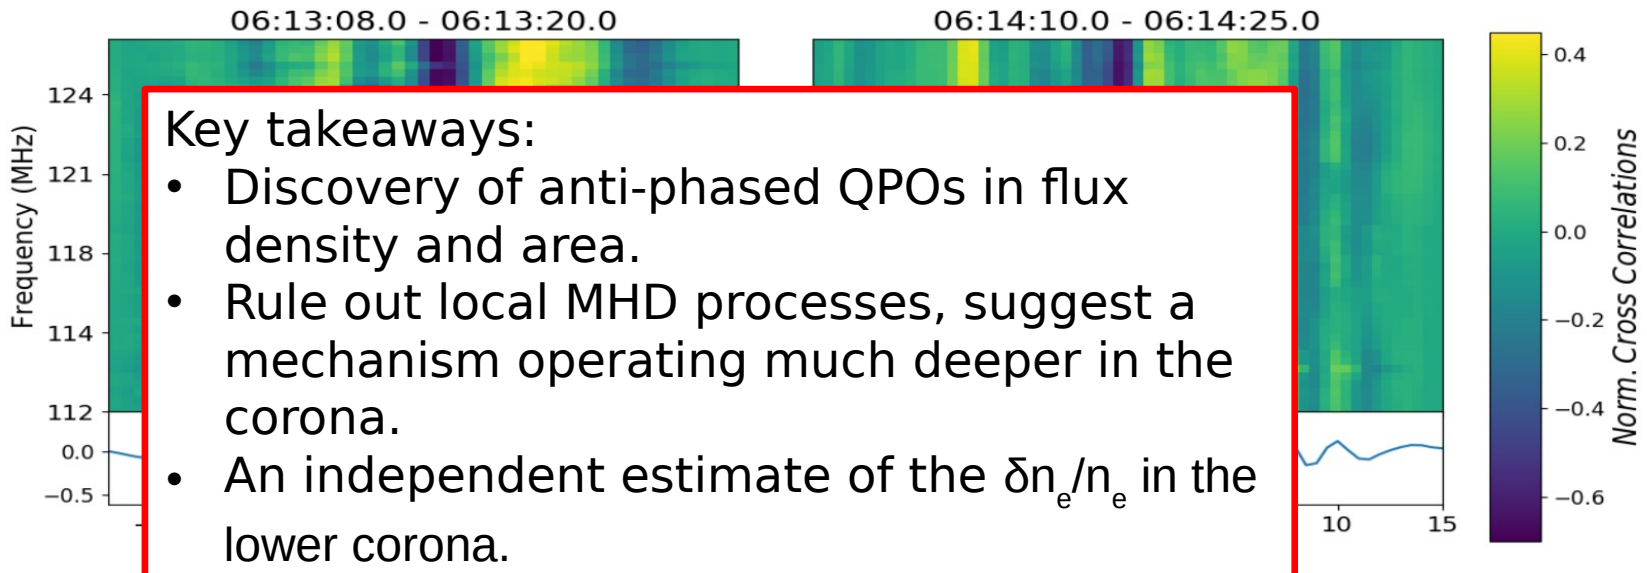 06:13:08.0 - 06:13:20.0
06:14:10.0 - 06:14:25.0
Frequency (MHz)
124
121
118
114
112
0.0
−0.5
Key takeaways:
• Discovery of anti-phased QPOs in flux
density and area.
• Rule out local MHD processes, suggest a
mechanism operating much deeper in the
corona.
• An independent estimate of the δnₑ/nₑ in the
lower corona.
10
15
0.4
0.2
0.0
−0.2
−0.4
−0.6
Norm. Cross Correlations